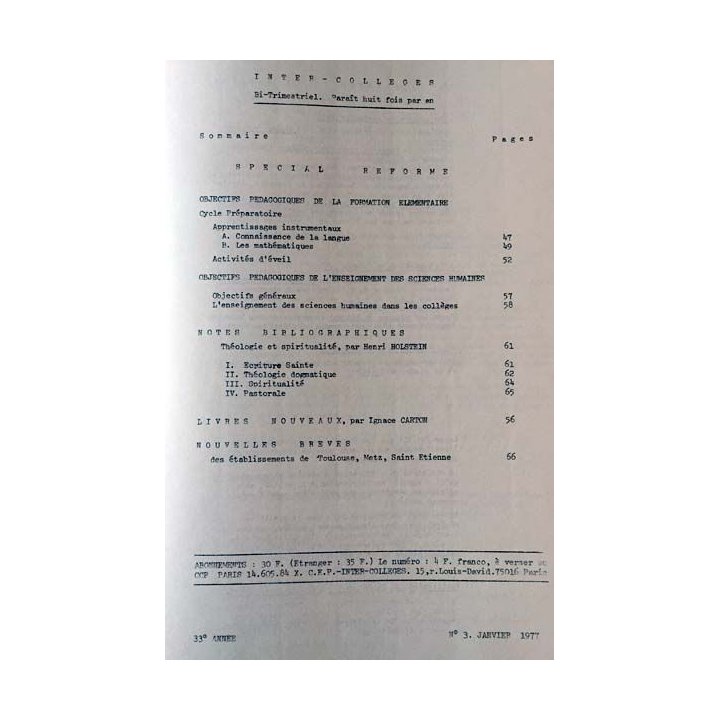 INTER-COLLEGES
Bi-Trimestriel. Paraît huit fois par an
Sommaire Pages
SPECIAL REFORME
OBJECTIFS PEDAGOGIQUES DE LA FORMATION ELEMENTAIRE
Cycle Préparatoire
Apprentissages instrumentaux
A. Connaissance de la langue 47
B. Les mathématiques 49
Activités d'éveil 52
OBJECTIFS PEDAGOGIQUES DE L'ENSEIGNEMENT DES SCIENCES HUMAINES
Objectifs généraux 57
L'enseignement des sciences humaines dans les collèges 58
NOTES BIBLIOGRAPHIQUES
Théologie et spiritualité, par Henri HOLSTEIN 61
I. Ecriture Sainte 61
II. Théologie dogmatique 62
III. Spiritualité 64
IV. Pastorale 65
LIVRES NOUVEAUX, par Ignace CARTON 56
NOUVELLES BREVES
des établissements de Toulouse, Metz, Saint Etienne 66
ABONNEMENTS : 30 F. (Etranger : 35 F.) Le numéro : 4 F. franco, à verser au
CCP PARIS 14.605.84 X. C.E.P.-INTER-COLLEGES. 15,r.Louis-David.75016 Paris
33° ANNEE N° 3. JANVIER 1977